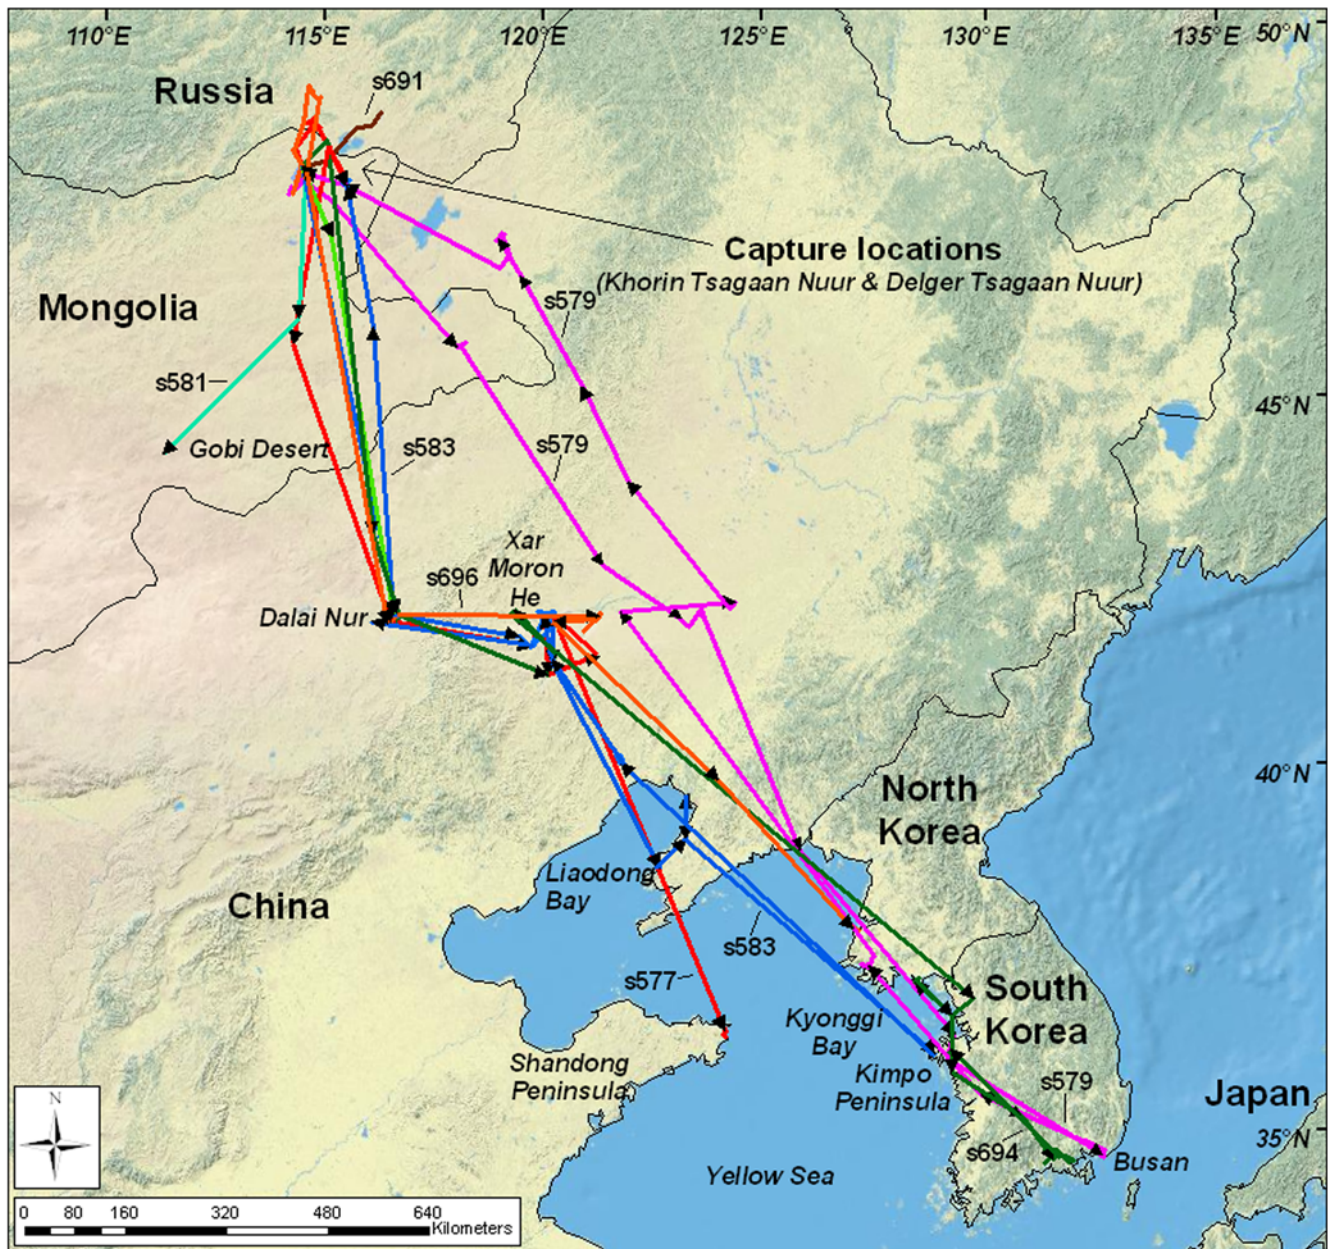 110°E 115°E 120°E 125°E 130°E 135°E 50°N
Russia
s691
Capture locations
(Khorin Tsagaan Nuur & Delger Tsagaan Nuur)
Mongolia
s579
s581
45°N
Gobi Desert
s583
s579
Xar
Moron
He
s696
Dalai Nur
40°N
North
Korea
Liaodong
Bay
China
s583
s577
South
Korea
Kyonggi
Bay
Shandong
Peninsula
Kimpo
Peninsula
s579
Japan
35°N
s694
Busan
Yellow Sea
N
0 80 160 320 480 640
Kilometers